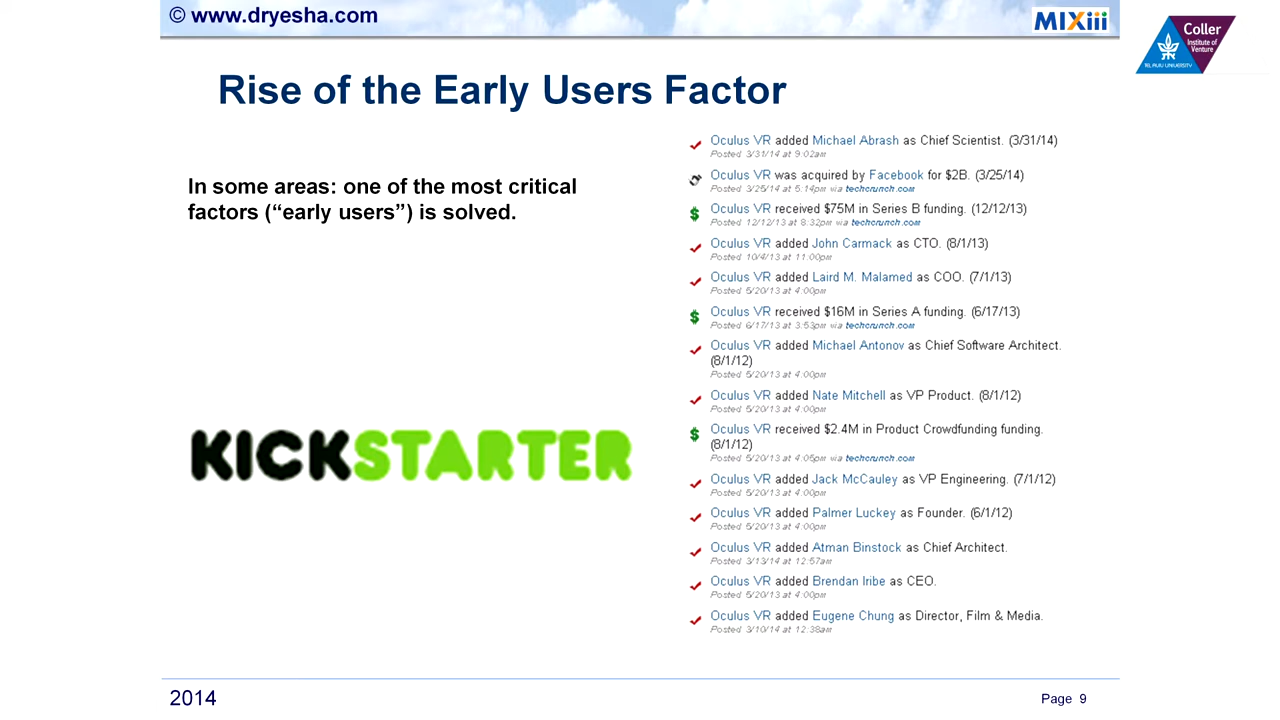 © www.dryesha.com
MIXiii
Coller
Institute of
Venture
TEL AVIV UNIVERSITY
Rise of the Early Users Factor
In some areas: one of the most critical
factors (“early users”) is solved.
KICKSTARTER
Oculus VR added Michael Abrash as Chief Scientist. (3/31/14)
Posted 3/31/14 at 9:02am
Oculus VR was acquired by Facebook for $2B. (3/25/14)
Posted 3/25/14 at 5:14pm via techcrunch.com
Oculus VR received $75M in Series B funding. (12/12/13)
Posted 12/12/13 at 8:32pm via techcrunch.com
Oculus VR added John Carmack as CTO. (8/1/13)
Posted 10/4/13 at 11:00pm
Oculus VR added Laird M. Malamed as COO. (7/1/13)
Posted 5/20/13 at 4:00pm
Oculus VR received $16M in Series A funding. (6/17/13)
Posted 6/17/13 at 3:53pm via techcrunch.com
Oculus VR added Michael Antonov as Chief Software Architect.
(8/1/12)
Posted 5/20/13 at 4:00pm
Oculus VR added Nate Mitchell as VP Product. (8/1/12)
Posted 5/20/13 at 4:00pm
Oculus VR received $2.4M in Product Crowdfunding funding.
(8/1/12)
Posted 5/20/13 at 4:05pm via techcrunch.com
Oculus VR added Jack McCauley as VP Engineering. (7/1/12)
Posted 5/20/13 at 4:00pm
Oculus VR added Palmer Luckey as Founder. (6/1/12)
Posted 5/20/13 at 4:00pm
Oculus VR added Atman Binstock as Chief Architect.
Posted 3/13/14 at 12:57am
Oculus VR added Brendan Iribe as CEO.
Posted 5/20/13 at 4:00pm
Oculus VR added Eugene Chung as Director, Film & Media.
Posted 3/10/14 at 12:38am
2014
Page 9